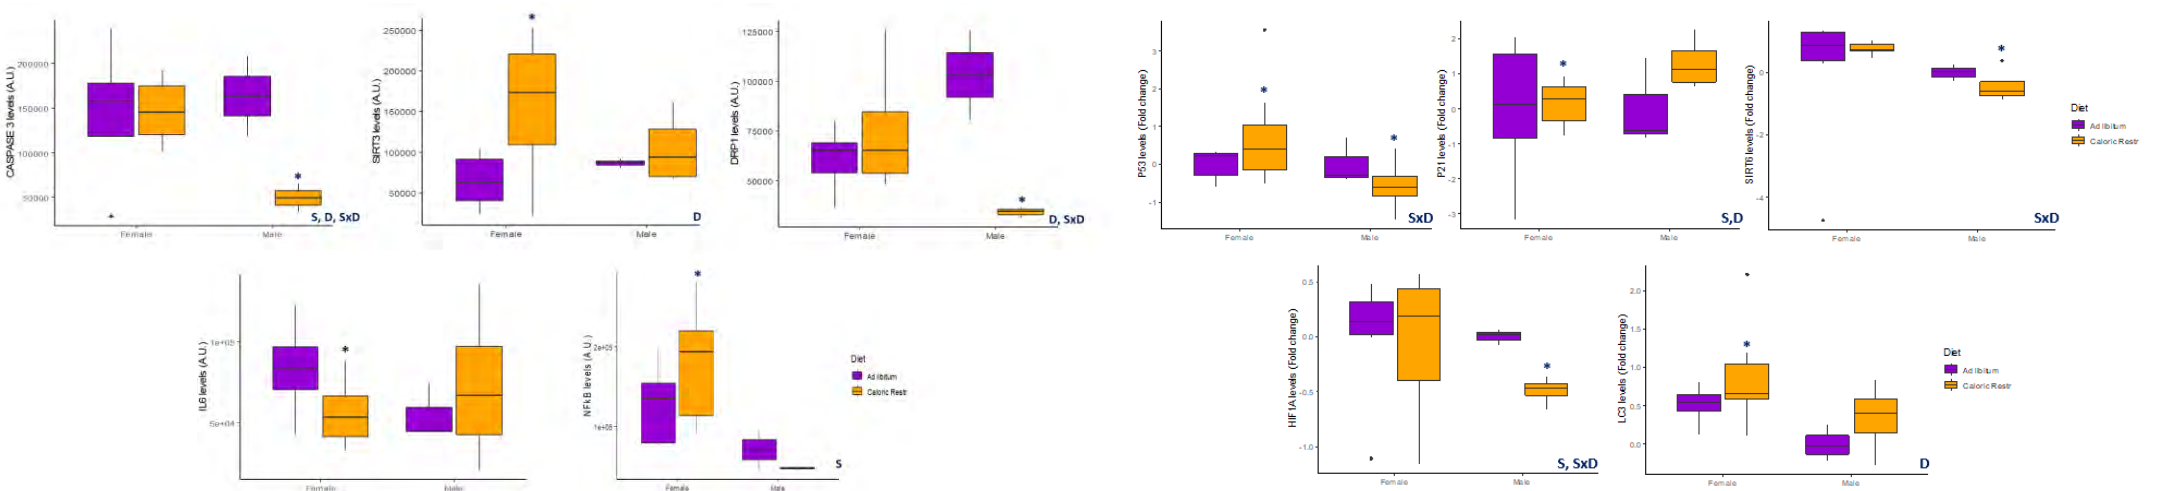 CASPASE 3 levels (A.U.)
200000
150000
100000
50000
*
S, D, SxD
Female
Male
SIRT3 levels (A.U.)
250000
200000
150000
100000
50000
*
D
Female
Male
DRP1 levels (A.U.)
125000
100000
75000
50000
*
D, SxD
Female
Male
P53 levels (Fold change)
3
2
1
0
-1
*
*
SxD
Female
Male
P21 levels (Fold change)
2
1
0
-1
-2
-3
*
S,D
Female
Male
SIRT6 levels (Fold change)
0
-2
-4
*
SxD
Female
Male
Diet
Ad libitum
Caloric Restr
IL6 levels (A.U.)
1e+05
5e+04
*
Female
Male
NFkB levels (A.U.)
2e+05
1e+05
*
S
Female
Male
Diet
Ad libitum
Caloric Restr
HIF1A levels (Fold change)
0.5
0.0
-0.5
-1.0
*
S, SxD
Female
Male
LC3 levels (Fold change)
2.0
1.5
1.0
0.5
0.0
*
D
Female
Male
Diet
Ad libitum
Caloric Restr